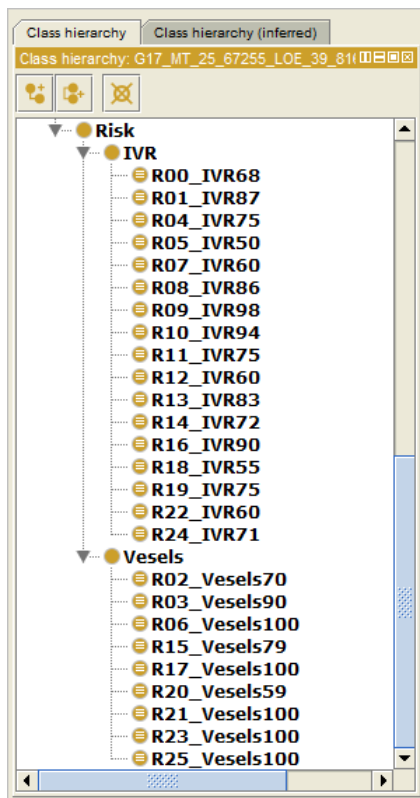 Class hierarchy
Class hierarchy (inferred)
Class hierarchy: G17_MT_25_67255_LOE_39_81
Risk
IVR
R00_IVR68
R01_IVR87
R04_IVR75
R05_IVR50
R07_IVR60
R08_IVR86
R09_IVR98
R10_IVR94
R11_IVR75
R12_IVR60
R13_IVR83
R14_IVR72
R16_IVR90
R18_IVR55
R19_IVR75
R22_IVR60
R24_IVR71
Vesels
R02_Vesels70
R03_Vesels90
R06_Vesels100
R15_Vesels79
R17_Vesels100
R20_Vesels59
R21_Vesels100
R23_Vesels100
R25_Vesels100